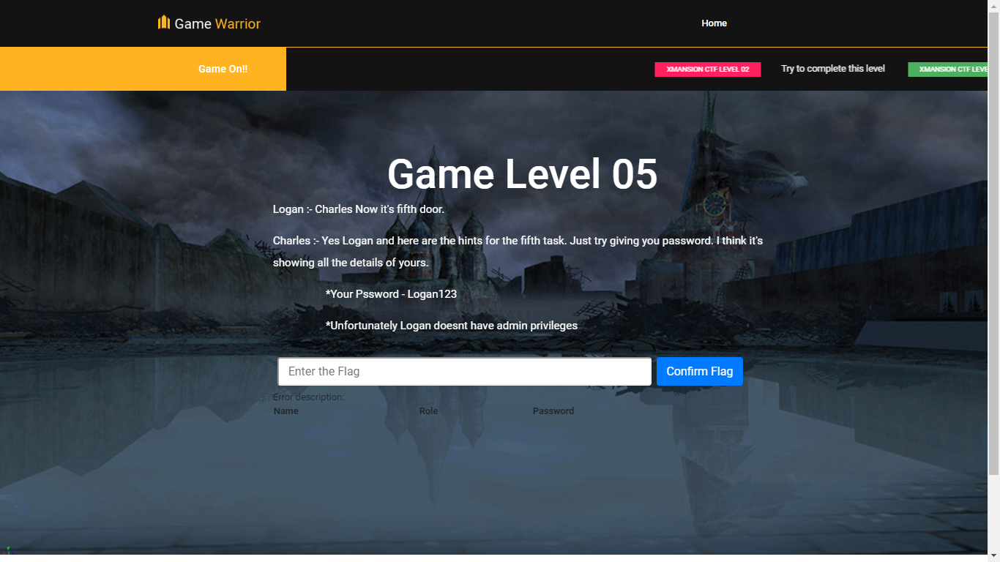 Game Warrior
Home
Game On!!
XMANSION CTF LEVEL 02
Try to complete this level
XMANSION CTF LEVE
Game Level 05
Logan :- Charles Now it's fifth door.
Charles :- Yes Logan and here are the hints for the fifth task. Just try giving you password. I think it's
showing all the details of yours.
*Your Pssword - Logan123
*Unfortunately Logan doesnt have admin privileges
Enter the Flag
Confirm Flag
Error description:
Name Role Password